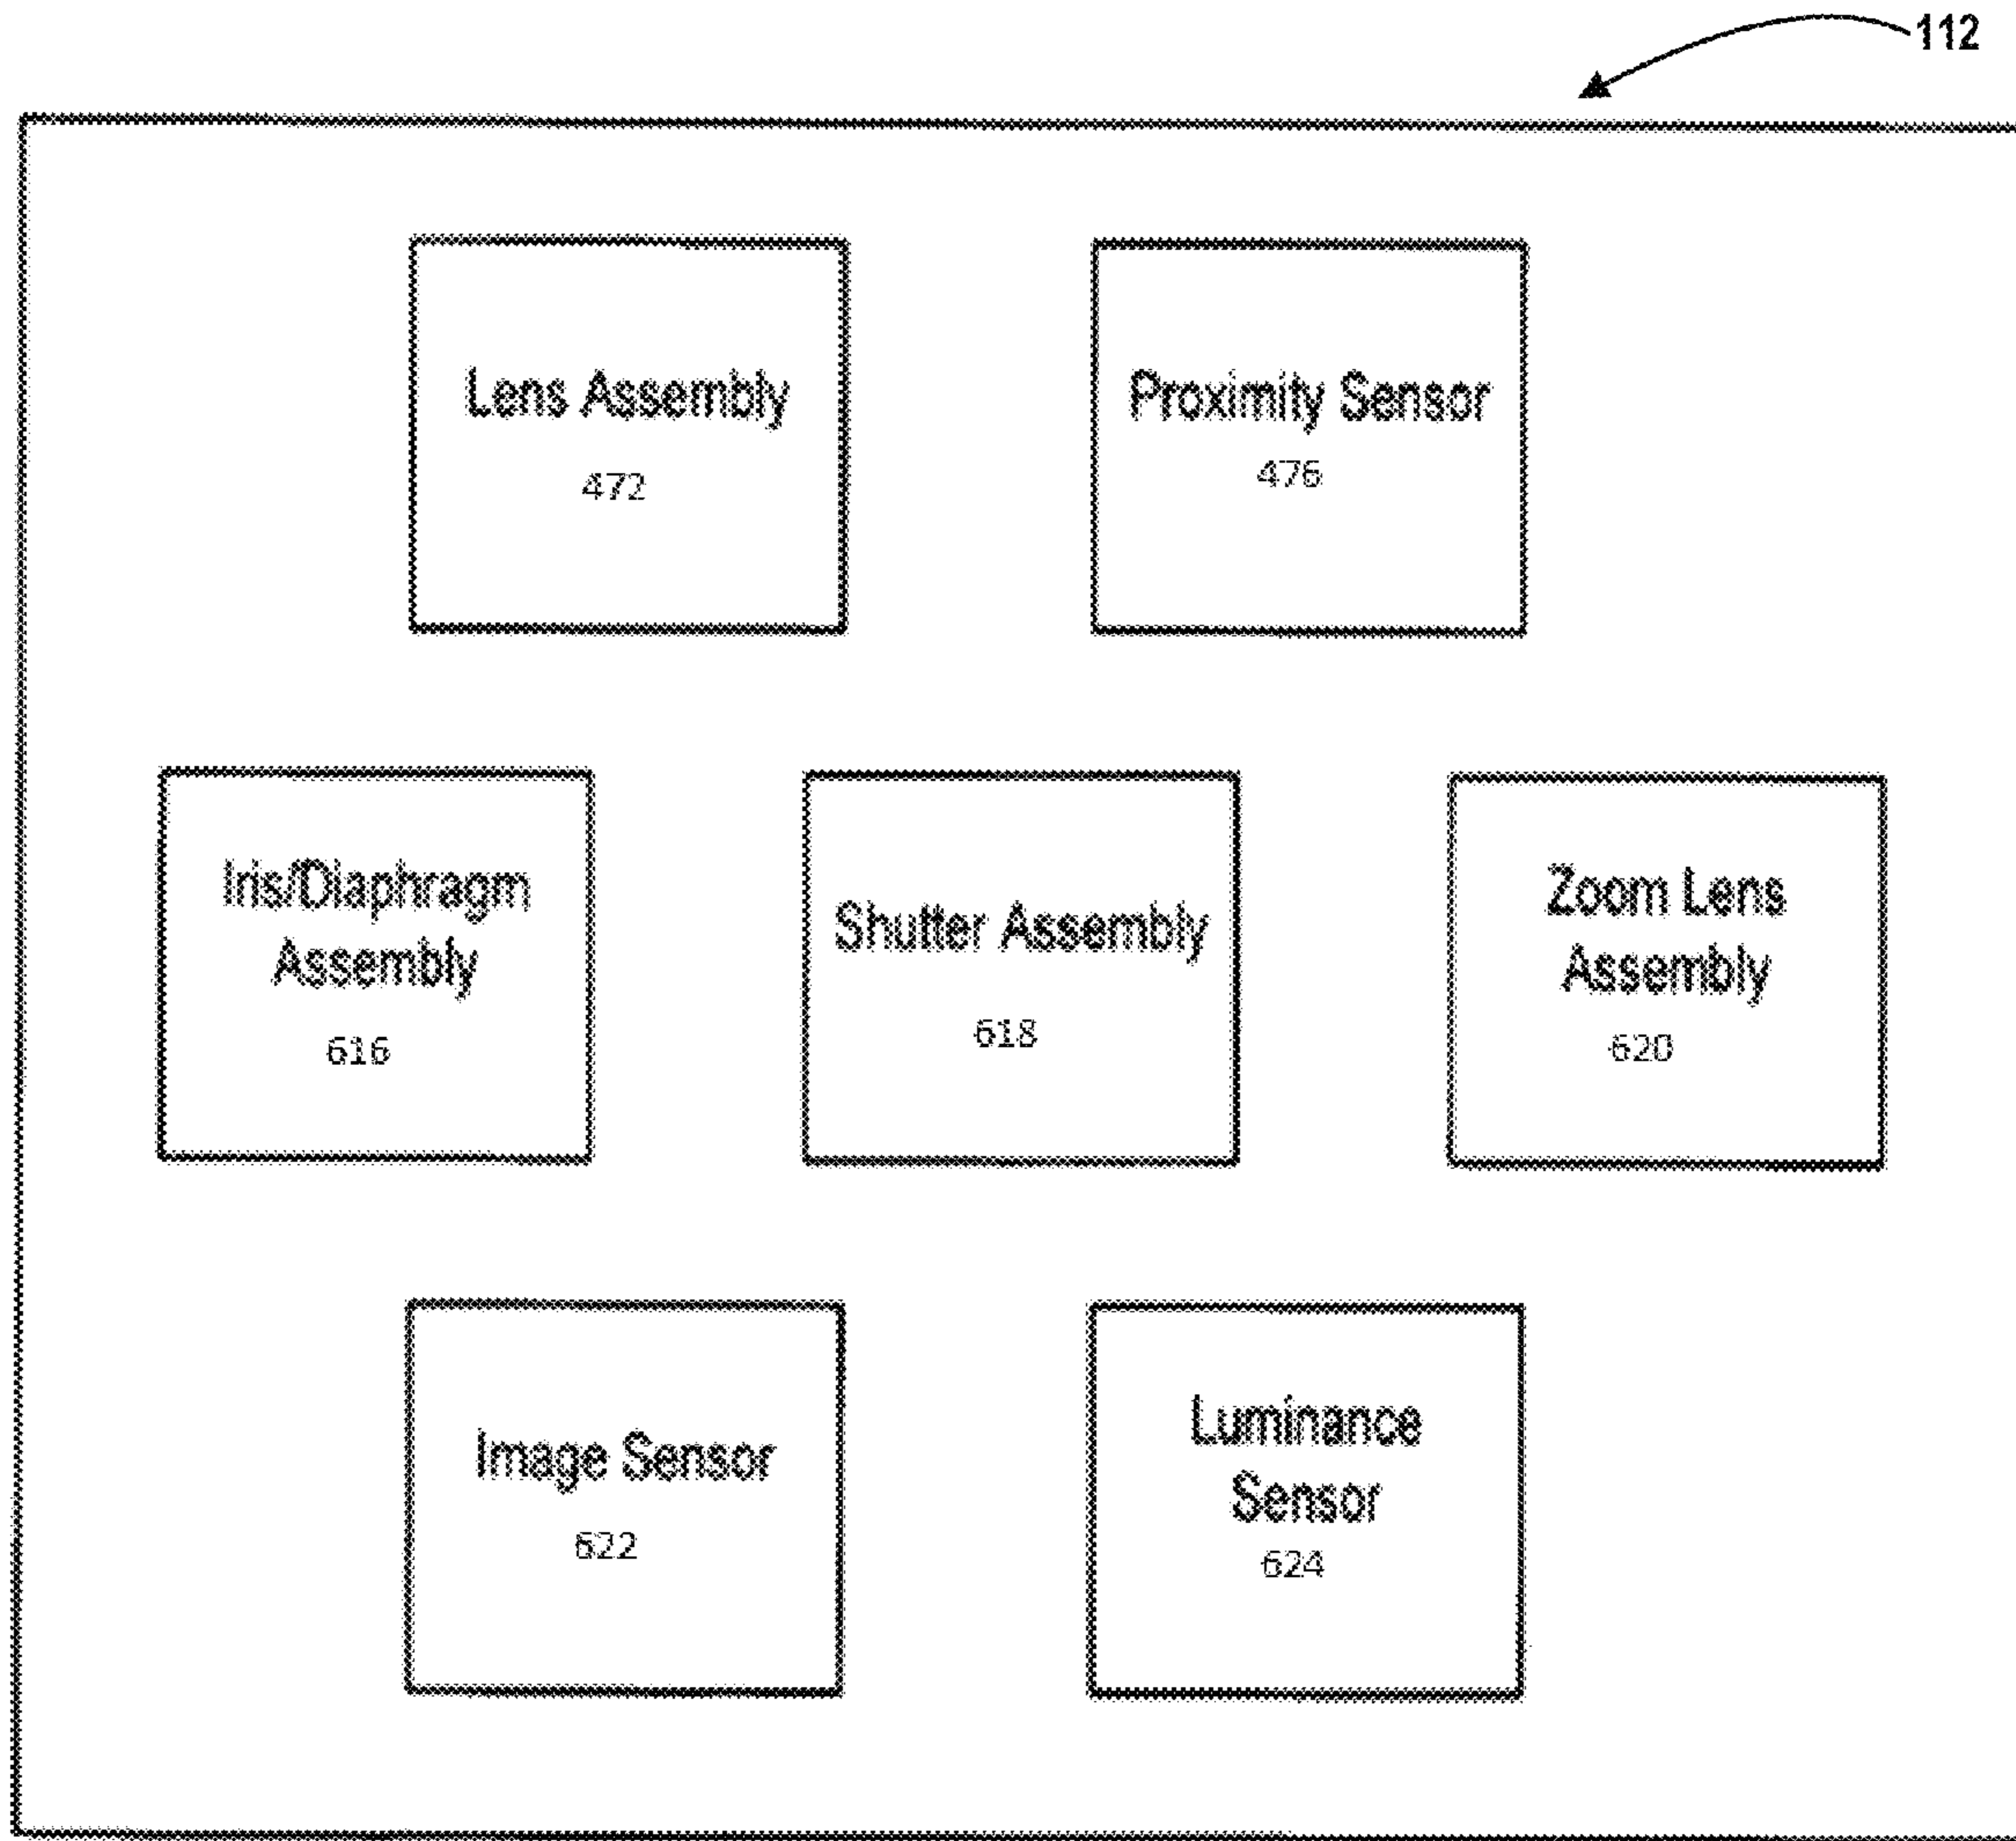 112
Lens Assembly
472
Proximity Sensor
476
Iris/Diaphragm
Assembly
616
Shutter Assembly
618
Zoom Lens
Assembly
620
Image Sensor
622
Luminance
Sensor
624